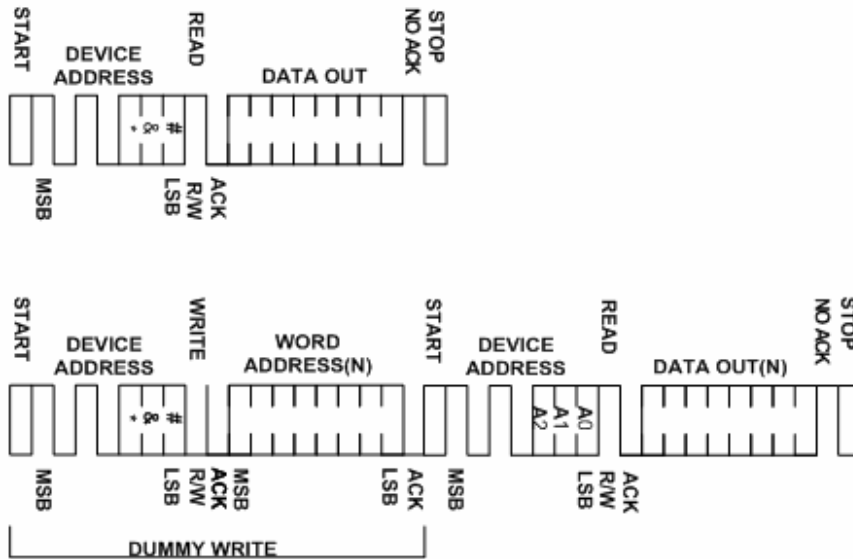 START
DEVICE
ADDRESS
READ
DATA OUT
NO ACK
STOP
* & #
MSB
LSB
R/W
ACK
START
DEVICE
ADDRESS
WRITE
WORD
ADDRESS(N)
START
DEVICE
ADDRESS
READ
DATA OUT(N)
NO ACK
STOP
* & #
A2 A1 A0
MSB
LSB
R/W
ACK
MSB
LSB
ACK
MSB
LSB
R/W
ACK
DUMMY WRITE